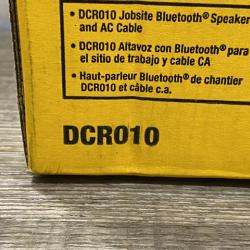 • DCR010 Jobsite Bluetooth® Speaker
and AC Cable
• DCR010 Altavoz con Bluetooth® para
el sitio de trabajo y cable CA
• Haut-parleur Bluetooth® de chantier
DCR010 et câble c.a.
DCR010